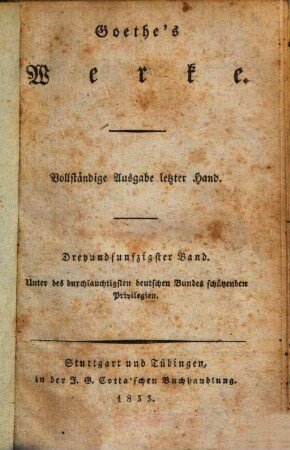 Goethe's
Werke.
Vollständige Ausgabe letzter Hand.
Dreyundfunfzigster Band.
Unter des durchlauchtigsten deutschen Bundes schützenden
Privilegien.
Stuttgart und Tübingen,
in der J. G. Cotta'schen Buchhandlung.
1833.